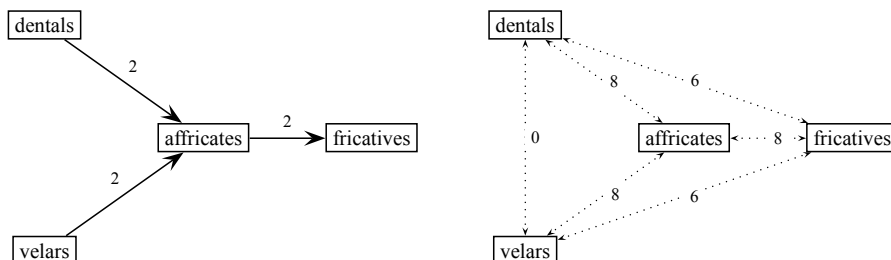 dentals
2
affricates
2
fricatives
2
velars
dentals
6
8
0
affricates
8
fricatives
8
6
velars